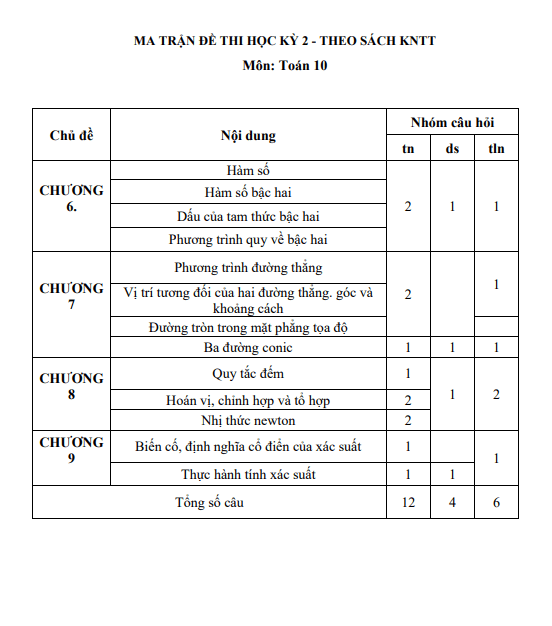 MA TRẬN ĐỀ THI HỌC KỲ 2 - THEO SÁCH KNTT
Môn: Toán 10
Chủ đề Nội dung Nhóm câu hỏi
tn ds tln
CHƯƠNG 6.
Hàm số
Hàm số bậc hai
Dấu của tam thức bậc hai
Phương trình quy về bậc hai
2 1 1
CHƯƠNG 7
Phương trình đường thẳng
Vị trí tương đối của hai đường thẳng. góc và
khoảng cách
Đường tròn trong mặt phẳng tọa độ
2 1
Ba đường conic 1 1 1
CHƯƠNG 8
Quy tắc đếm 1
Hoán vị, chỉnh hợp và tổ hợp 2
Nhị thức newton 2
1 2
CHƯƠNG 9
Biến cố, định nghĩa cổ điển của xác suất 1
Thực hành tính xác suất 1 1
1
Tổng số câu 12 4 6